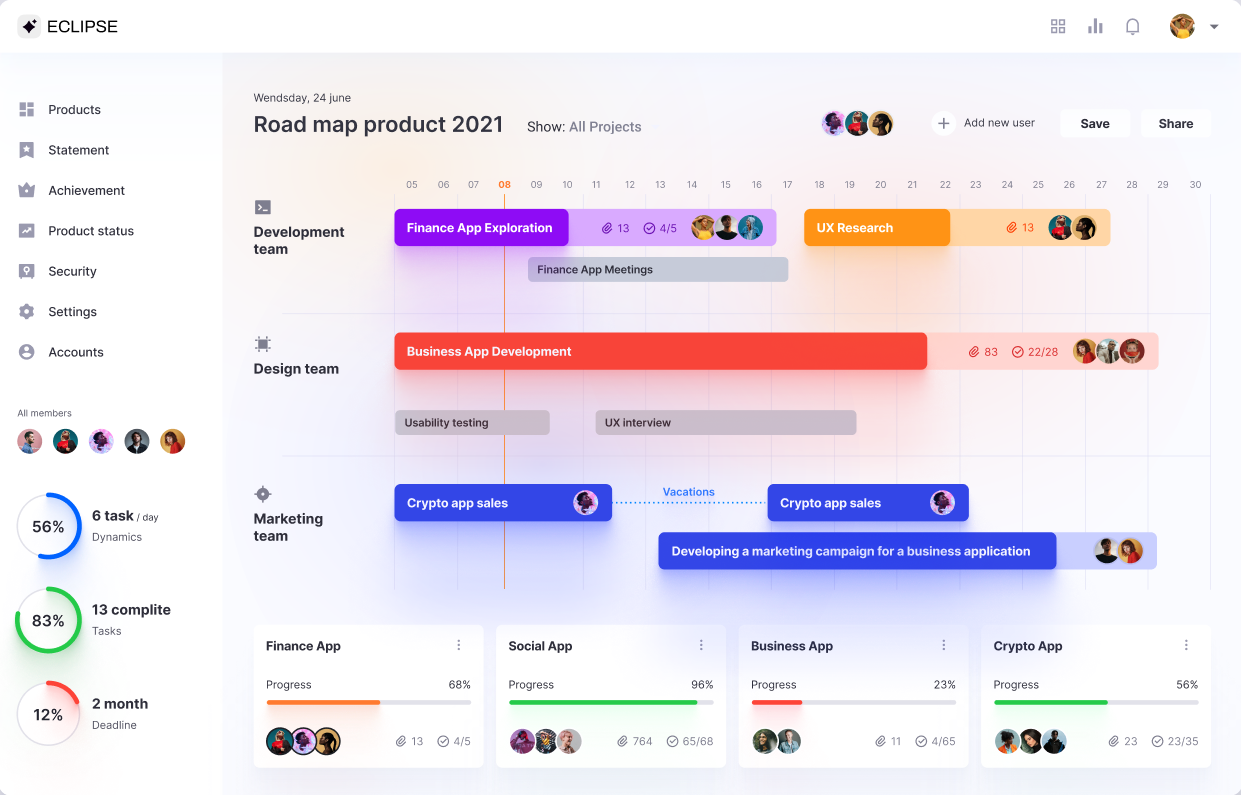 ECLIPSE
Products
Statement
Achievement
Product status
Security
Settings
Accounts
All members
56%
6 task / day
Dynamics
83%
13 complite
Tasks
12%
2 month
Deadline
Wendsday, 24 june
Road map product 2021
Show: All Projects
Add new user
Save
Share
05 06 07 08 09 10 11 12 13 14 15 16 17 18 19 20 21 22 23 24 25 26 27 28 29 30
Development
team
Finance App Exploration
13
4/5
UX Research
13
Finance App Meetings
Design team
Business App Development
83
22/28
Usability testing
UX interview
Marketing
team
Crypto app sales
Vacations
Crypto app sales
Developing a marketing campaign for a business application
Finance App
Progress 68%
13 4/5
Social App
Progress 96%
764 65/68
Business App
Progress 23%
11 4/65
Crypto App
Progress 56%
23 23/35